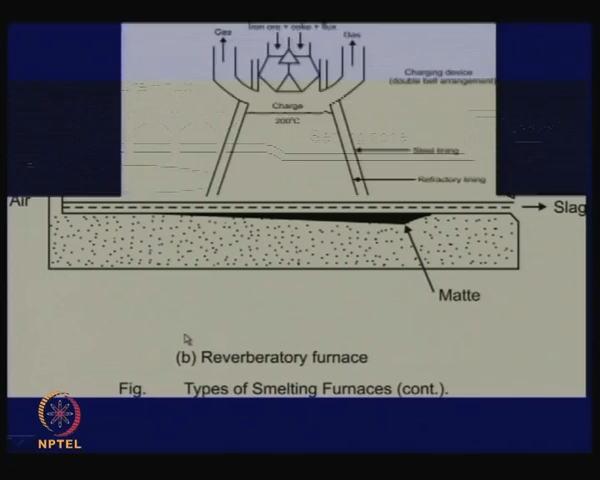 Gas
Iron ore + coke + flux
Gas
Charging device
(double bell arrangement)
Charge
200°C
Steel lining
Refractory lining
Air
Slag
Matte
(b) Reverberatory furnace
Fig. Types of Smelting Furnaces (cont.).
NPTEL